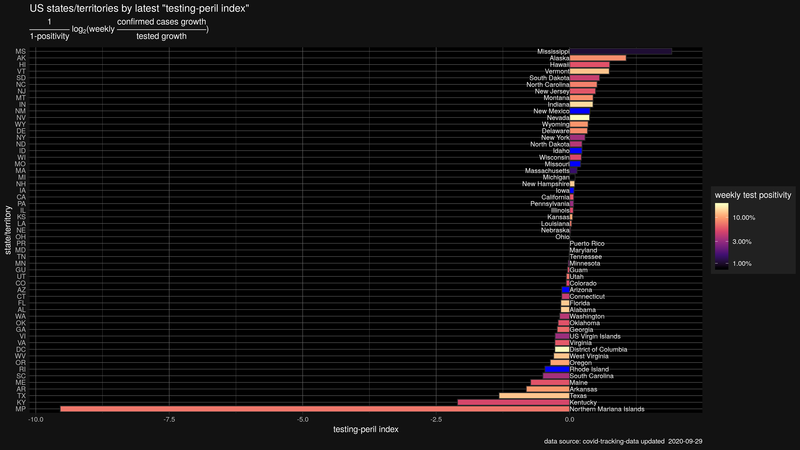 US states/territories by latest "testing-peril index"
1 confirmed cases growth
log2(weekly )
1-positivity tested growth
MS Mississippi
AK Alaska
HI Hawaii
VT Vermont
SD South Dakota
NC North Carolina
NJ New Jersey
MT Montana
IN Indiana
NM New Mexico
NV Nevada
WY Wyoming
DE Delaware
NY New York
ND North Dakota
ID Idaho
WI Wisconsin
MO Missouri
MA Massachusetts
MI Michigan
NH New Hampshire
IA Iowa
CA California
PA Pennsylvania
IL Illinois
KS Kansas
LA Louisiana
NE Nebraska
OH Ohio
PR Puerto Rico
MD Maryland
TN Tennessee
MN Minnesota
GU Guam
UT Utah
CO Colorado
AZ Arizona
CT Connecticut
FL Florida
AL Alabama
WA Washington
OK Oklahoma
GA Georgia
VI US Virgin Islands
VA Virginia
DC District of Columbia
WV West Virginia
OR Oregon
RI Rhode Island
SC South Carolina
ME Maine
AR Arkansas
TX Texas
KY Kentucky
MP Northern Mariana Islands
state/territory
-10.0 -7.5 -5.0 -2.5 0.0
testing-peril index
weekly test positivity
10.00%
3.00%
1.00%
data source: covid-tracking-data updated 2020-09-29